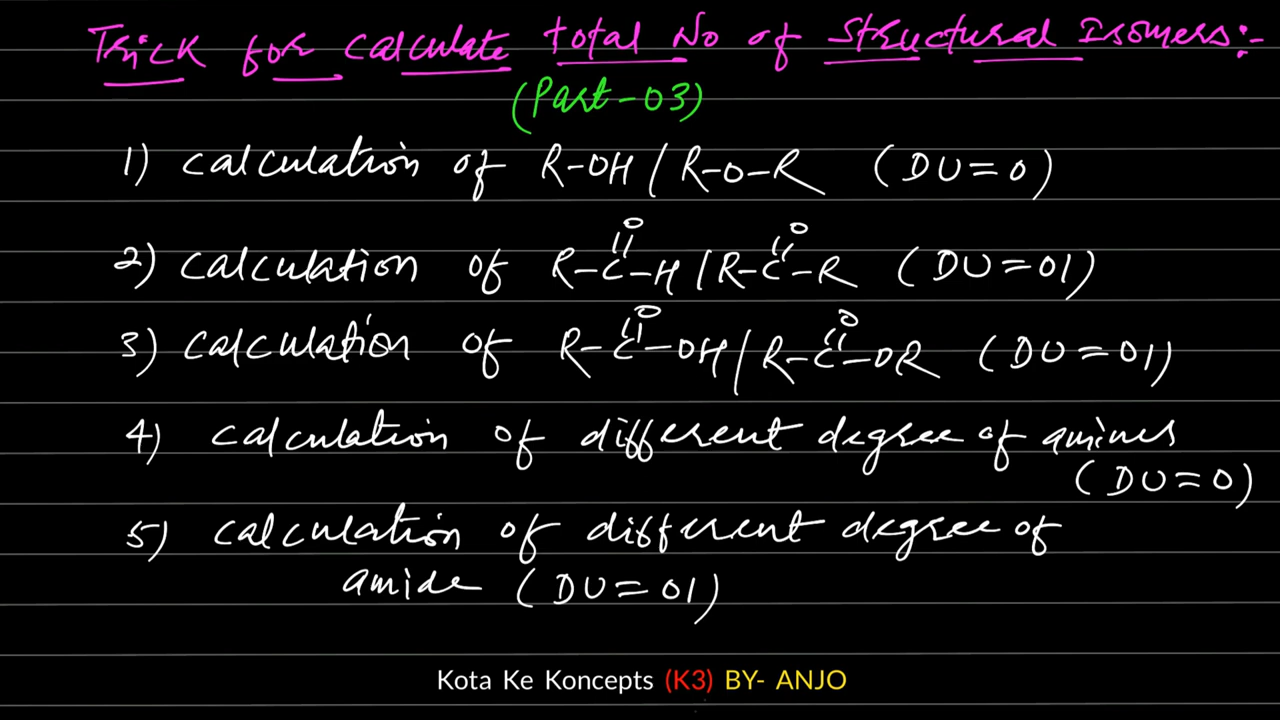 Trick for calculate total No of Structural Isomers:-
(Part-03)
1) calculation of R-OH / R-O-R (DU=0)
2) calculation of R-C(=O)-H / R-C(=O)-R (DU=01)
3) calculation of R-C(=O)-OH / R-C(=O)-OR (DU=01)
4) calculation of different degree of amines
(DU=0)
5) calculation of different degree of
amide (DU=01)
Kota Ke Koncepts (K3) BY- ANJO